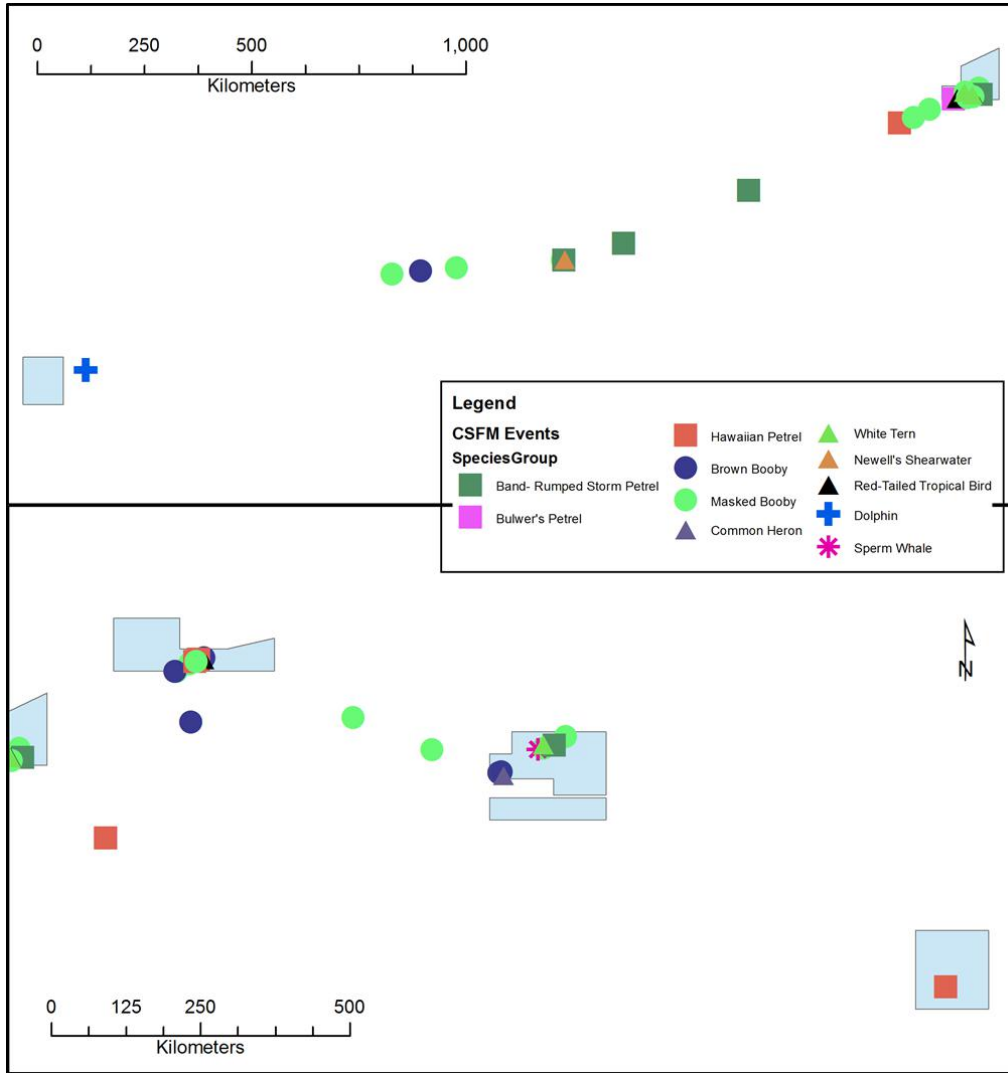 0 250 500 1,000
Kilometers
Legend
CSFM Events
SpeciesGroup
Band- Rumped Storm Petrel
Bulwer's Petrel
Hawaiian Petrel
Brown Booby
Masked Booby
Common Heron
White Tern
Newell's Shearwater
Red-Tailed Tropical Bird
Dolphin
Sperm Whale
N
0 125 250 500
Kilometers